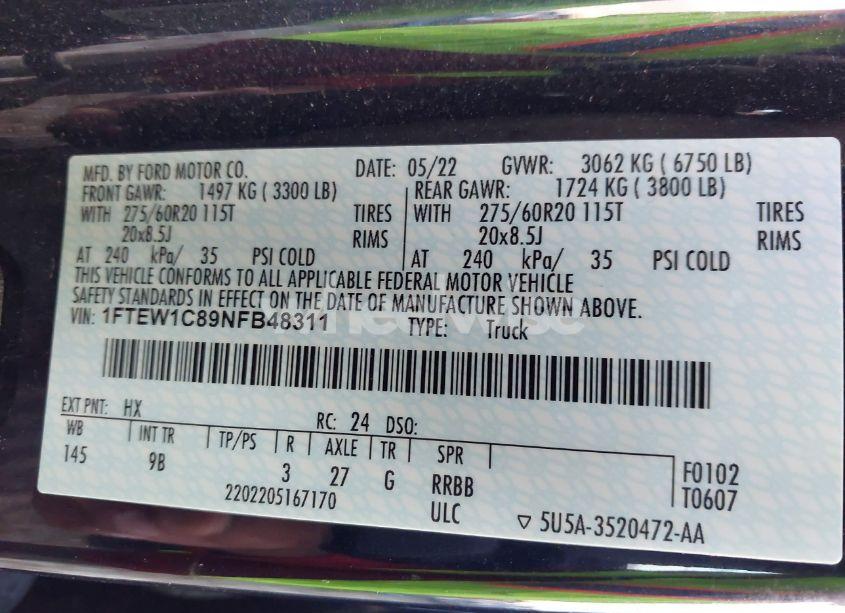 MFD. BY FORD MOTOR CO. DATE: 05/22 GVWR: 3062 KG ( 6750 LB)
FRONT GAWR: 1497 KG ( 3300 LB) REAR GAWR: 1724 KG ( 3800 LB)
WITH 275/60R20 115T TIRES WITH 275/60R20 115T TIRES
20x8.5J RIMS 20x8.5J RIMS
AT 240 kPa/ 35 PSI COLD AT 240 kPa/ 35 PSI COLD
THIS VEHICLE CONFORMS TO ALL APPLICABLE FEDERAL MOTOR VEHICLE
SAFETY STANDARDS IN EFFECT ON THE DATE OF MANUFACTURE SHOWN ABOVE.
VIN: 1FTEW1C89NFB48311 TYPE: Truck
EXT PNT: HX RC: 24 DSO:
WB INT TR TP/PS R AXLE TR SPR
145 9B 3 27 G RRBB F0102
2202205167170 ULC T0607
▽ 5U5A-3520472-AA